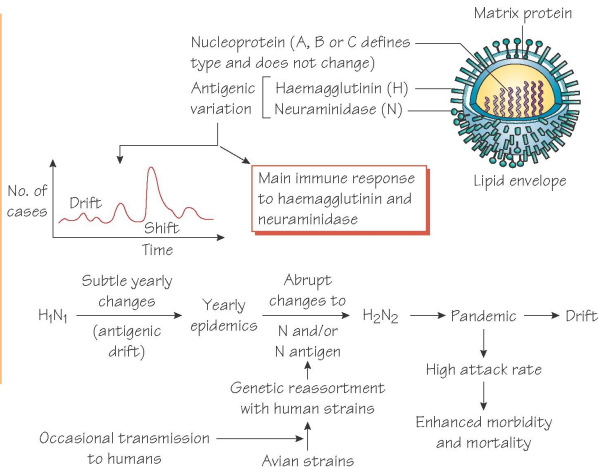 Matrix protein
Nucleoprotein (A, B or C defines
type and does not change)
Antigenic
variation
Haemagglutinin (H)
Neuraminidase (N)
Lipid envelope
No. of
cases
Drift
Shift
Time
Main immune response
to haemagglutinin and
neuraminidase
H₁N₁
Subtle yearly
changes
(antigenic
drift)
Yearly
epidemics
Abrupt
changes to
N and/or
N antigen
H₂N₂
Pandemic
Drift
High attack rate
Enhanced morbidity
and mortality
Genetic reassortment
with human strains
Occasional transmission
to humans
Avian strains